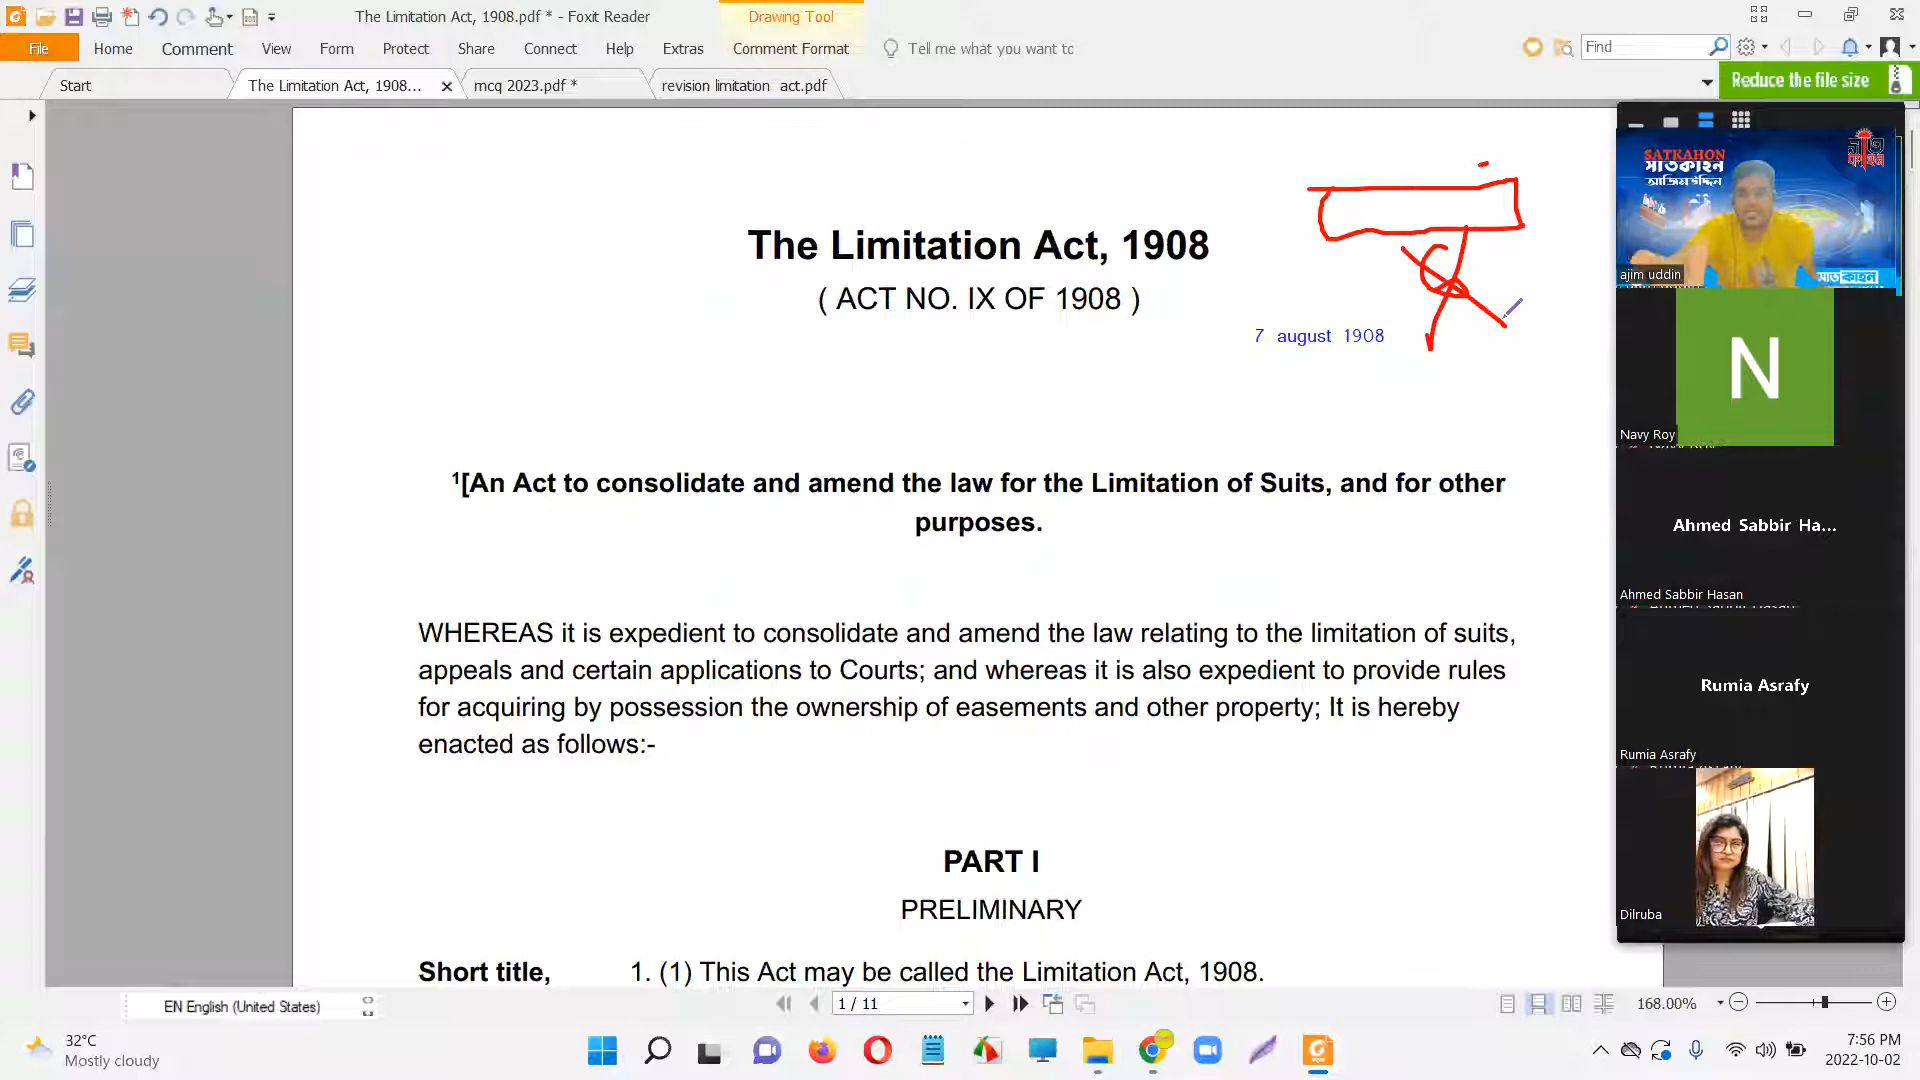 The Limitation Act, 1908.pdf * - Foxit Reader
Drawing Tool
File Home Comment View Form Protect Share Connect Help Extras Comment Format Tell me what you want to
Find
Start
The Limitation Act, 1908...
mcq 2023.pdf *
revision limitation act.pdf
Reduce the file size
The Limitation Act, 1908
( ACT NO. IX OF 1908 )
7 august 1908
¹[An Act to consolidate and amend the law for the Limitation of Suits, and for other
purposes.
WHEREAS it is expedient to consolidate and amend the law relating to the limitation of suits,
appeals and certain applications to Courts; and whereas it is also expedient to provide rules
for acquiring by possession the ownership of easements and other property; It is hereby
enacted as follows:-
PART I
PRELIMINARY
Short title, 1. (1) This Act may be called the Limitation Act, 1908.
SATKAHON
সাতকাহন
আজিম উদ্দিন
ajim uddin
N
Navy Roy
Ahmed Sabbir Ha...
Ahmed Sabbir Hasan
Rumia Asrafy
Rumia Asrafy
Dilruba
EN English (United States)
1 / 11
168.00%
32°C
Mostly cloudy
7:56 PM
2022-10-02